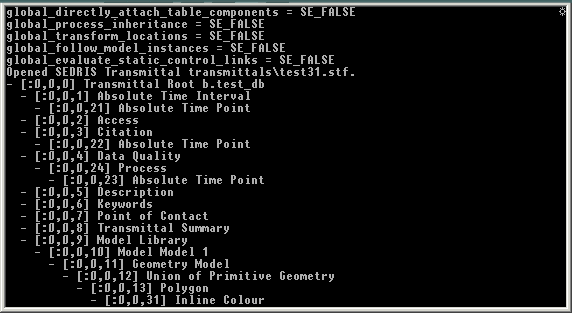 global_directly_attach_table_components = SE_FALSE
global_process_inheritance = SE_FALSE
global_transform_locations = SE_FALSE
global_follow_model_instances = SE_FALSE
global_evaluate_static_control_links = SE_FALSE
Opened SEDRIS Transmittal transmittals\test31.stf.
- [:0,0,0] Transmittal Root b.test_db
- [:0,0,1] Absolute Time Interval
- [:0,0,21] Absolute Time Point
- [:0,0,2] Access
- [:0,0,3] Citation
- [:0,0,22] Absolute Time Point
- [:0,0,4] Data Quality
- [:0,0,24] Process
- [:0,0,23] Absolute Time Point
- [:0,0,5] Description
- [:0,0,6] Keywords
- [:0,0,7] Point of Contact
- [:0,0,8] Transmittal Summary
- [:0,0,9] Model Library
- [:0,0,10] Model Model 1
- [:0,0,11] Geometry Model
- [:0,0,12] Union of Primitive Geometry
- [:0,0,13] Polygon
- [:0,0,31] Inline Colour